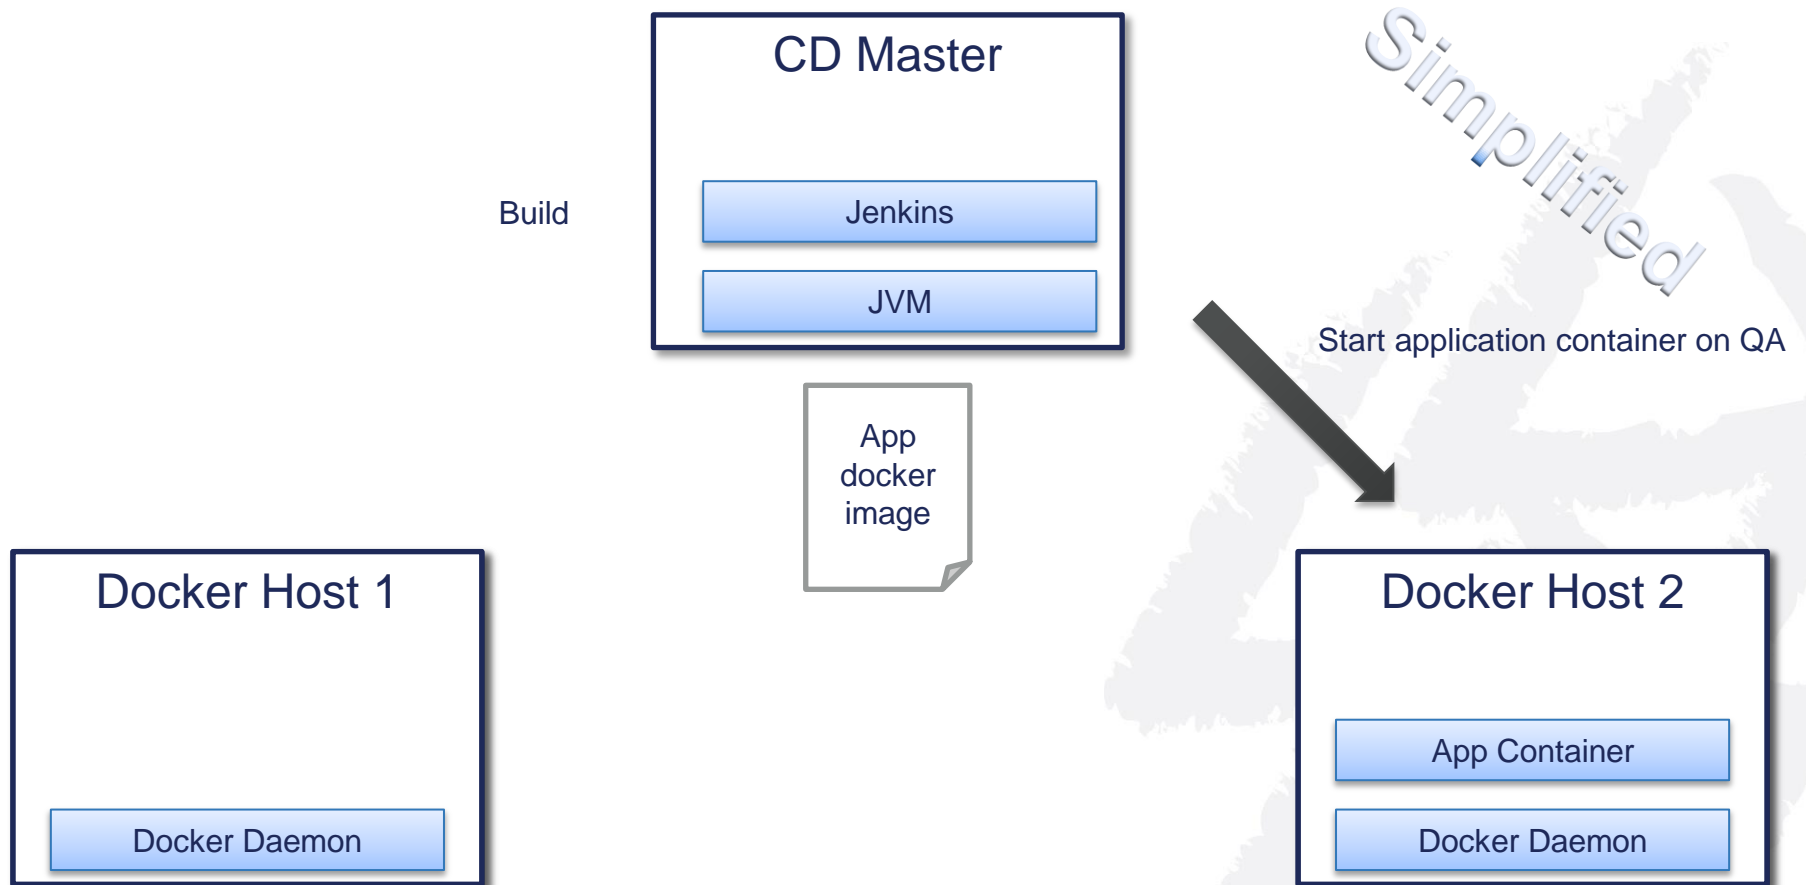 CD Master
Simplified
Build
Jenkins
JVM
Start application container on QA
App
docker
image
Docker Host 1
Docker Host 2
App Container
Docker Daemon
Docker Daemon